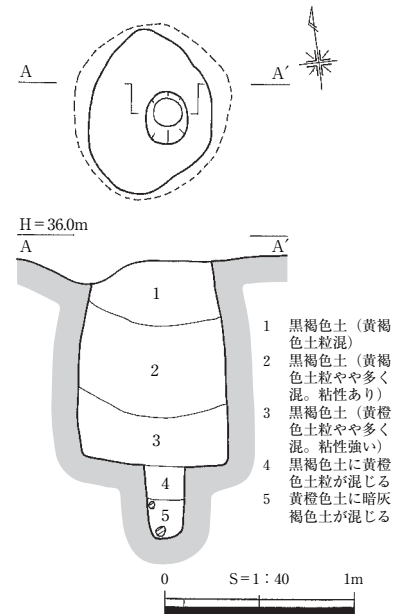 A A′
H＝36.0m
A A′
1
2
3
4
5
1 黒褐色土（黄褐
色土粒混）
2 黒褐色土（黄褐
色土粒やや多く
混。粘性あり）
3 黒褐色土（黄橙
色土粒やや多く
混。粘性強い）
4 黒褐色土に黄橙
色土粒が混じる
5 黄橙色土に暗灰
褐色土が混じる
0 S＝1：40 1m